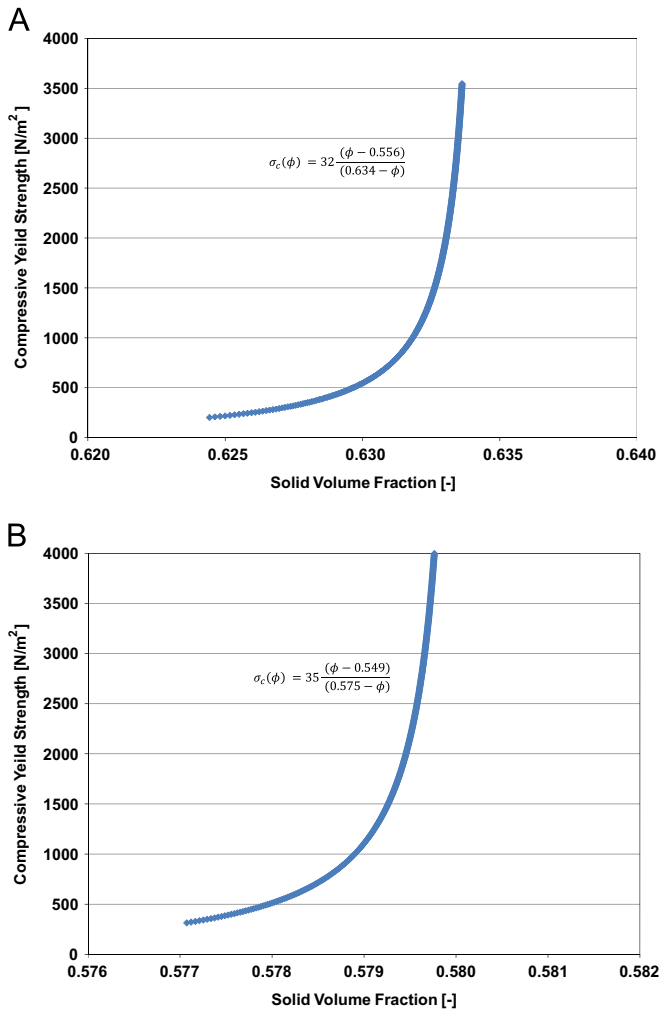 A
Compressive Yeild Strength [N/m²]
4000
3500
3000
2500
2000
1500
1000
500
0
σc(ϕ) = 32 (ϕ − 0.556) / (0.634 − ϕ)
0.620 0.625 0.630 0.635 0.640
Solid Volume Fraction [-]
B
Compressive Yeild Strength [N/m²]
4000
3500
3000
2500
2000
1500
1000
500
0
σc(ϕ) = 35 (ϕ − 0.549) / (0.575 − ϕ)
0.576 0.577 0.578 0.579 0.580 0.581 0.582
Solid Volume Fraction [-]